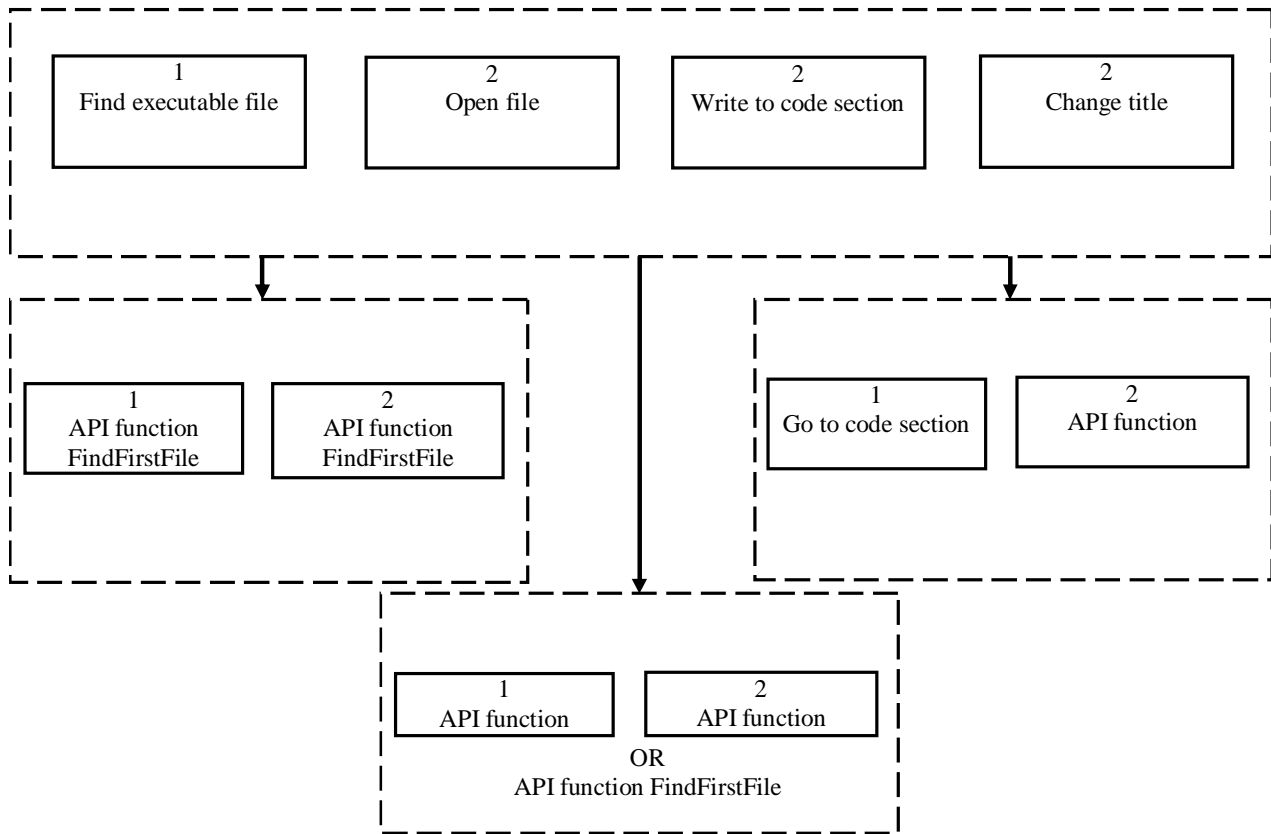 1
Find executable file
2
Open file
2
Write to code section
2
Change title
1
API function
FindFirstFile
2
API function
FindFirstFile
1
Go to code section
2
API function
1
API function
2
API function
OR
API function FindFirstFile